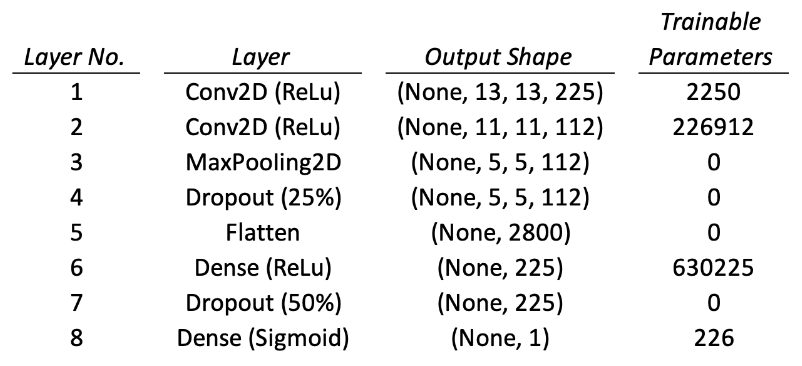 Layer No. Layer Output Shape Trainable Parameters
1 Conv2D (ReLu) (None, 13, 13, 225) 2250
2 Conv2D (ReLu) (None, 11, 11, 112) 226912
3 MaxPooling2D (None, 5, 5, 112) 0
4 Dropout (25%) (None, 5, 5, 112) 0
5 Flatten (None, 2800) 0
6 Dense (ReLu) (None, 225) 630225
7 Dropout (50%) (None, 225) 0
8 Dense (Sigmoid) (None, 1) 226